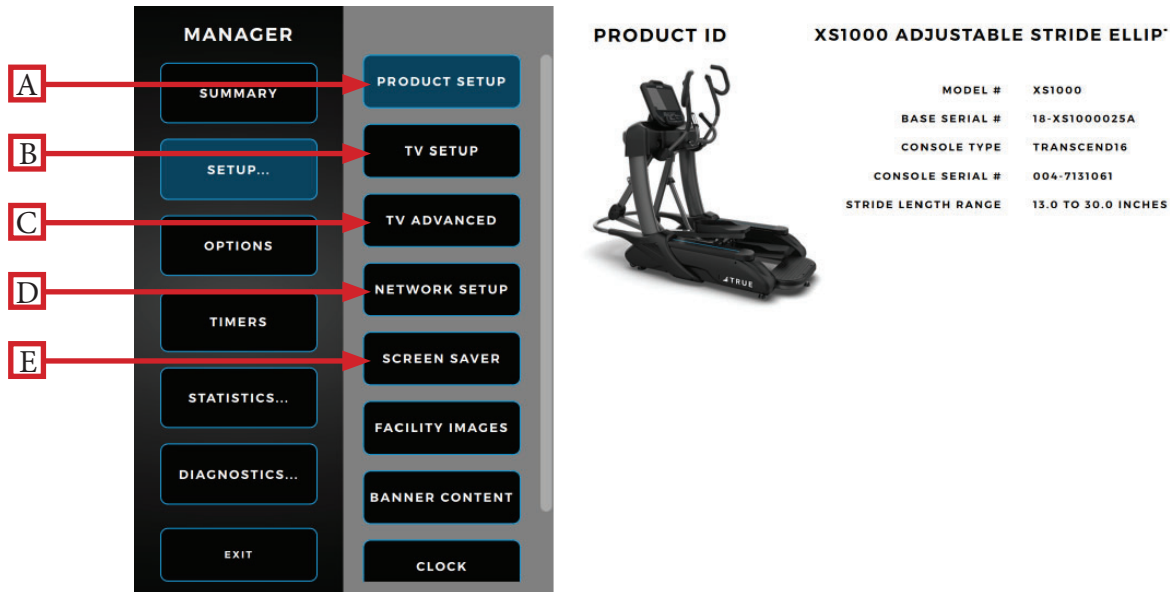 MANAGER
SUMMARY
SETUP...
OPTIONS
TIMERS
STATISTICS...
DIAGNOSTICS...
EXIT
A
B
C
D
E
PRODUCT SETUP
TV SETUP
TV ADVANCED
NETWORK SETUP
SCREEN SAVER
FACILITY IMAGES
BANNER CONTENT
CLOCK
PRODUCT ID
XS1000 ADJUSTABLE STRIDE ELLIP
MODEL # XS1000
BASE SERIAL # 18-XS1000025A
CONSOLE TYPE TRANSCEND16
CONSOLE SERIAL # 004-7131061
STRIDE LENGTH RANGE 13.0 TO 30.0 INCHES
TRUE